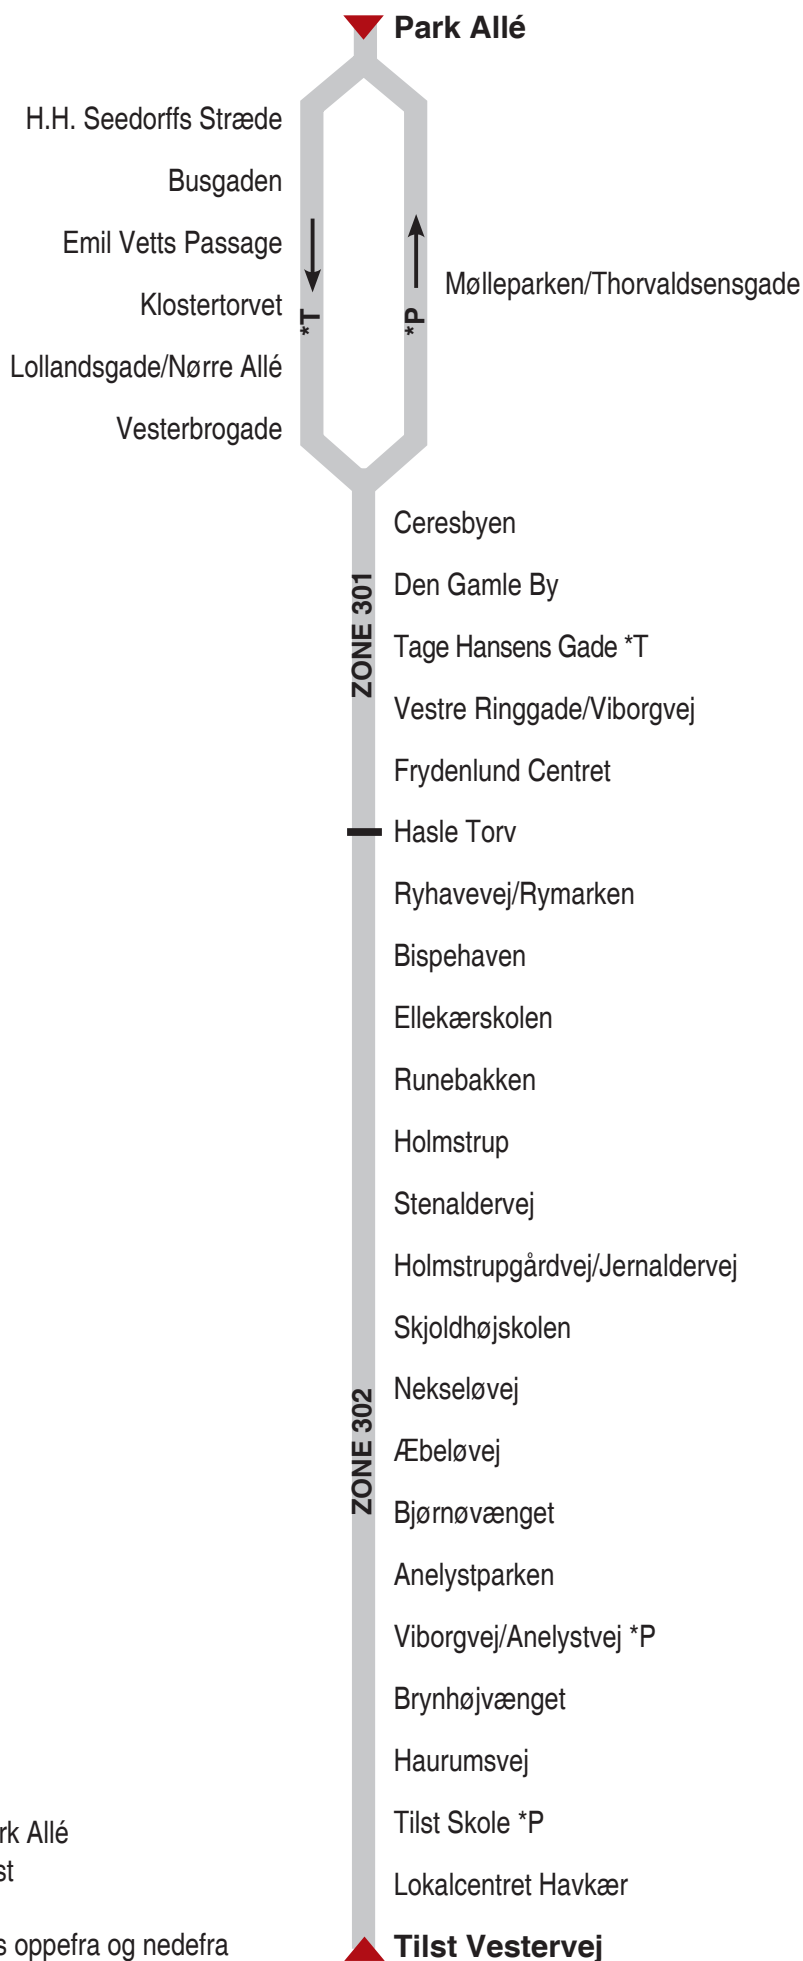 Park Allé
H.H. Seedorffs Stræde
Busgaden
Emil Vetts Passage
Mølleparken/Thorvaldsensgade
Klostertorvet
*T
*P
Lollandsgade/Nørre Allé
Vesterbrogade
Ceresbyen
Den Gamle By
ZONE 301
Tage Hansens Gade *T
Vestre Ringgade/Viborgvej
Frydenlund Centret
Hasle Torv
Ryhavevej/Rymarken
Bispehaven
Ellekærskolen
Runebakken
Holmstrup
Stenaldervej
Holmstrupgårdvej/Jernaldervej
Skjoldhøjskolen
Nekseløvej
ZONE 302
Æbeløvej
Bjørnøvænget
Anelystparken
Viborgvej/Anelystvej *P
Brynhøjvænget
Haurumsvej
Tilst Skole *P
Allé
Lokalcentret Havkær
oppefra og nedefra
Tilst Vestervej